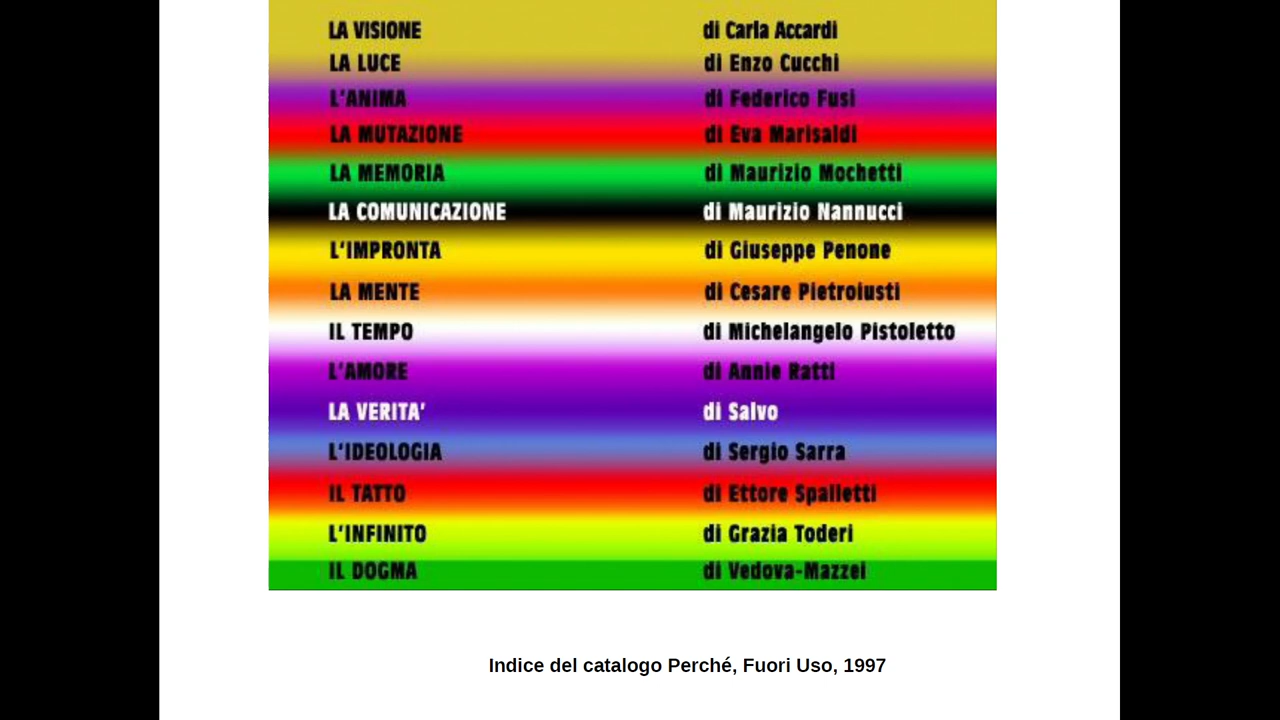 LA VISIONE di Carla Accardi
LA LUCE di Enzo Cucchi
L'ANIMA di Federico Fusi
LA MUTAZIONE di Eva Marisaldi
LA MEMORIA di Maurizio Mochetti
LA COMUNICAZIONE di Maurizio Nannucci
L'IMPRONTA di Giuseppe Penone
LA MENTE di Cesare Pietroiusti
IL TEMPO di Michelangelo Pistoletto
L'AMORE di Annie Ratti
LA VERITA' di Salvo
L'IDEOLOGIA di Sergio Sarra
IL TATTO di Ettore Spalletti
L'INFINITO di Grazia Toderi
IL DOGMA di Vedova-Mazzei
Indice del catalogo Perché, Fuori Uso, 1997